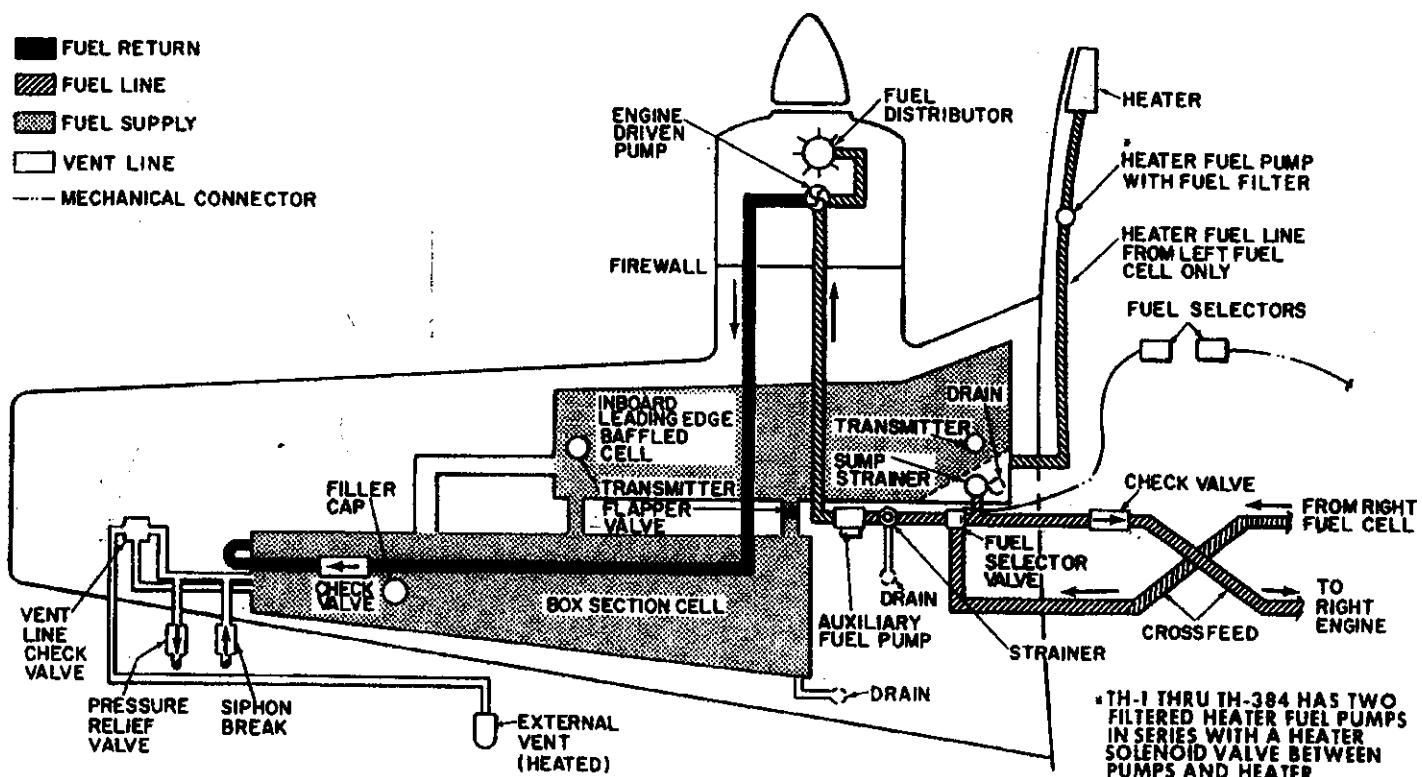 FUEL RETURN
FUEL LINE
FUEL SUPPLY
VENT LINE
MECHANICAL CONNECTOR
ENGINE
DRIVEN
PUMP
FUEL
DISTRIBUTOR
HEATER
*
HEATER FUEL PUMP
WITH FUEL FILTER
HEATER FUEL LINE
FROM LEFT FUEL
CELL ONLY
FIREWALL
FUEL SELECTORS
INBOARD
LEADING EDGE
BAFFLED
CELL
DRAIN
TRANSMITTER
SUMP
STRAINER
TRANSMITTER
FLAPPER
VALVE
FILLER
CAP
CHECK VALVE
FROM RIGHT
FUEL CELL
FUEL
SELECTOR
VALVE
CHECK
VALVE
BOX SECTION CELL
DRAIN
AUXILIARY
FUEL PUMP
STRAINER
CROSSFEED
TO
RIGHT
ENGINE
VENT
LINE
CHECK
VALVE
PRESSURE
RELIEF
VALVE
SIPHON
BREAK
EXTERNAL
VENT
(HEATED)
DRAIN
*TH-1 THRU TH-384 HAS TWO
FILTERED HEATER FUEL PUMPS
IN SERIES WITH A HEATER
SOLENOID VALVE BETWEEN
PUMPS AND HEATER